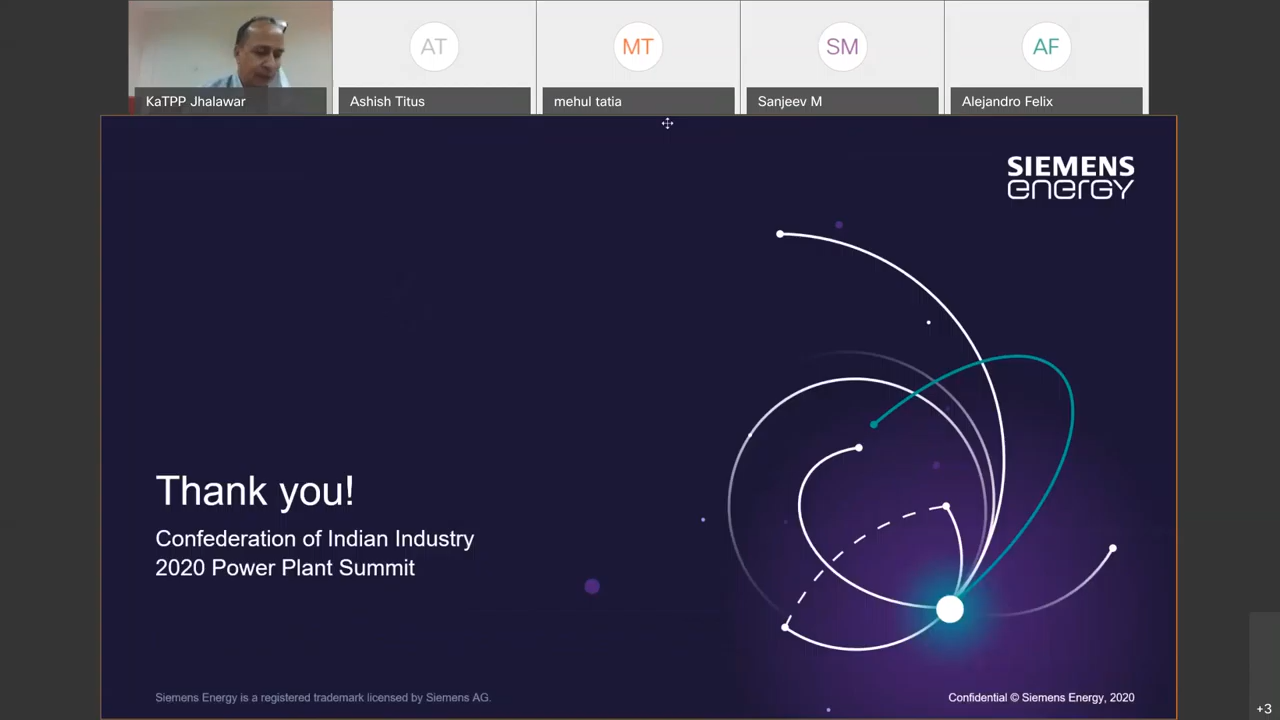 AT
MT
SM
AF
KaTPP Jhalawar
Ashish Titus
mehul tatia
Sanjeev M
Alejandro Felix
SIEMENS
energy
Thank you!
Confederation of Indian Industry
2020 Power Plant Summit
Siemens Energy is a registered trademark licensed by Siemens AG.
Confidential © Siemens Energy, 2020
+3